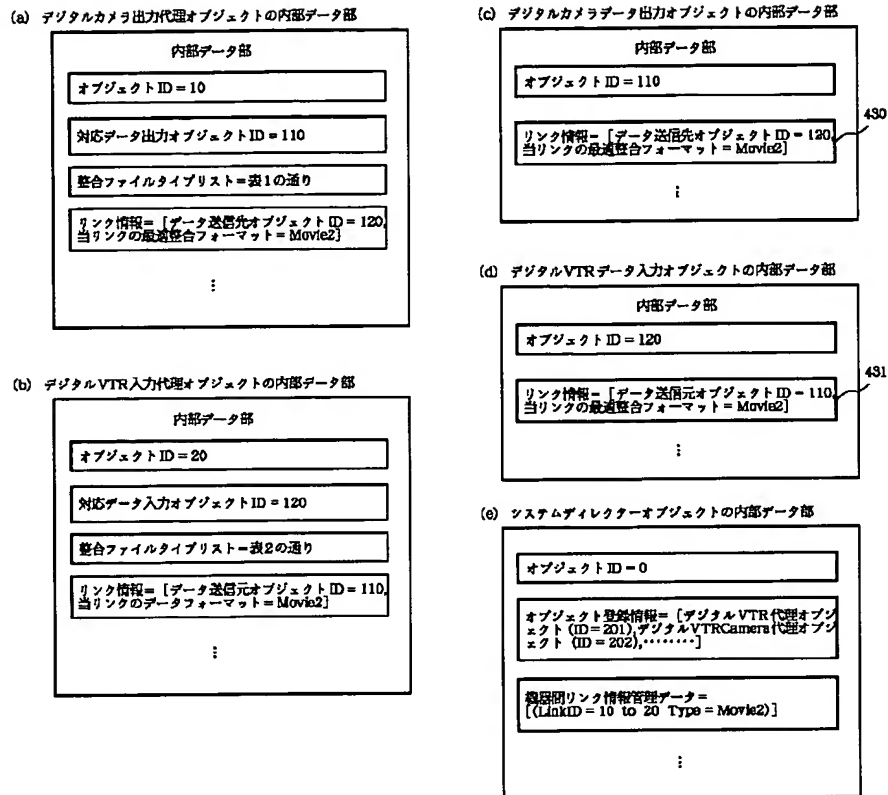 (a) デジタルカメラ出力代理オブジェクトの内部データ部
内部データ部
オブジェクトID=10
対応データ出力オブジェクトID=110
整合ファイルタイプリスト=表1の通り
リンク情報=[データ送信先オブジェクトID=120,
当リンクの最適整合フォーマット=Movie2]
⋮
(b) デジタルVTR入力代理オブジェクトの内部データ部
内部データ部
オブジェクトID=20
対応データ入力オブジェクトID=120
整合ファイルタイプリスト=表2の通り
リンク情報=[データ送信元オブジェクトID=110,
当リンクのデータフォーマット=Movie2]
⋮
(c) デジタルカメラデータ出力オブジェクトの内部データ部
内部データ部
オブジェクトID=110
430
リンク情報=[データ送信先オブジェクトID=120,
当リンクの最適整合フォーマット=Movie2]
⋮
(d) デジタルVTRデータ入力オブジェクトの内部データ部
内部データ部
オブジェクトID=120
431
リンク情報=[データ送信元オブジェクトID=110,
当リンクの最適整合フォーマット=Movie2]
⋮
(e) システムディレクターオブジェクトの内部データ部
内部データ部
オブジェクトID=0
オブジェクト登録情報=[デジタルVTR代理オブジ
ェクト(ID=201),デジタルVTRCamera代理オブジ
ェクト(ID=202),········]
機器間リンク情報管理データ=
[(LinkID=10 to 20 Type=Movie2)]
⋮